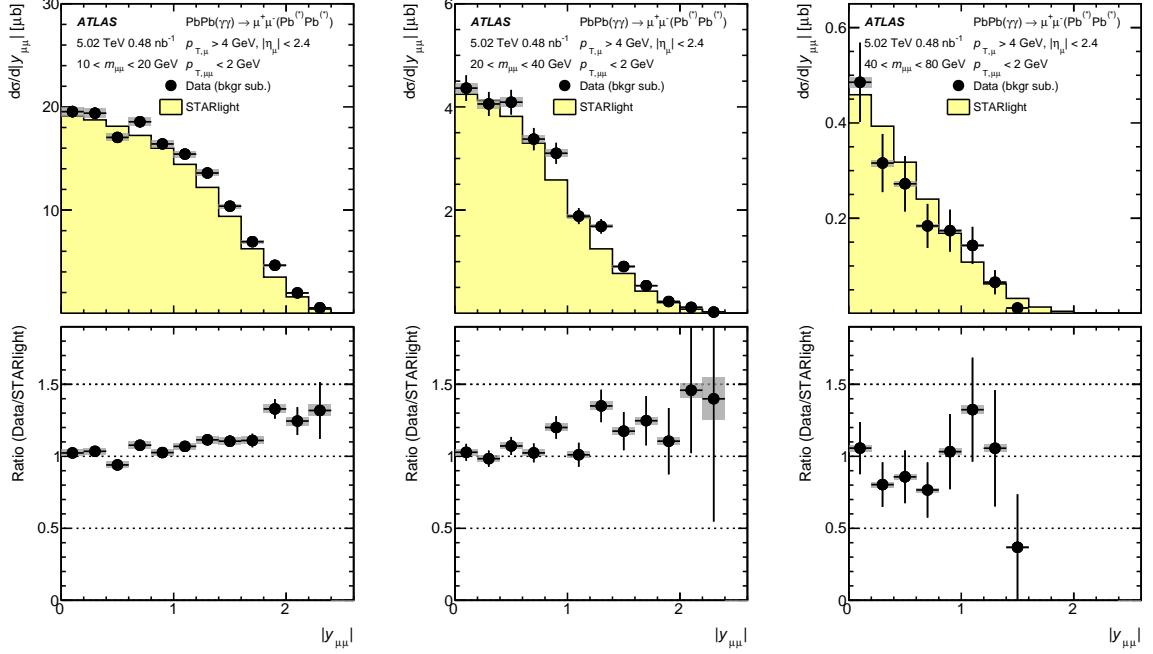 dσ/d|y_μμ| [μb]
ATLAS PbPb(γγ) → μ⁺μ⁻(Pb⁽*⁾Pb⁽*⁾)
5.02 TeV 0.48 nb⁻¹ p_T,μ > 4 GeV, |η_μ| < 2.4
10 < m_μμ < 20 GeV p_T,μμ < 2 GeV
Data (bkgr sub.)
STARlight
30
20
10
Ratio (Data/STARlight)
1.5
1
0.5
0
0 1 2
|y_μμ|
dσ/d|y_μμ| [μb]
ATLAS PbPb(γγ) → μ⁺μ⁻(Pb⁽*⁾Pb⁽*⁾)
5.02 TeV 0.48 nb⁻¹ p_T,μ > 4 GeV, |η_μ| < 2.4
20 < m_μμ < 40 GeV p_T,μμ < 2 GeV
Data (bkgr sub.)
STARlight
6
4
2
Ratio (Data/STARlight)
1.5
1
0.5
0
0 1 2
|y_μμ|
dσ/d|y_μμ| [μb]
ATLAS PbPb(γγ) → μ⁺μ⁻(Pb⁽*⁾Pb⁽*⁾)
5.02 TeV 0.48 nb⁻¹ p_T,μ > 4 GeV, |η_μ| < 2.4
40 < m_μμ < 80 GeV p_T,μμ < 2 GeV
Data (bkgr sub.)
STARlight
0.6
0.4
0.2
Ratio (Data/STARlight)
1.5
1
0.5
0
0 1 2
|y_μμ|